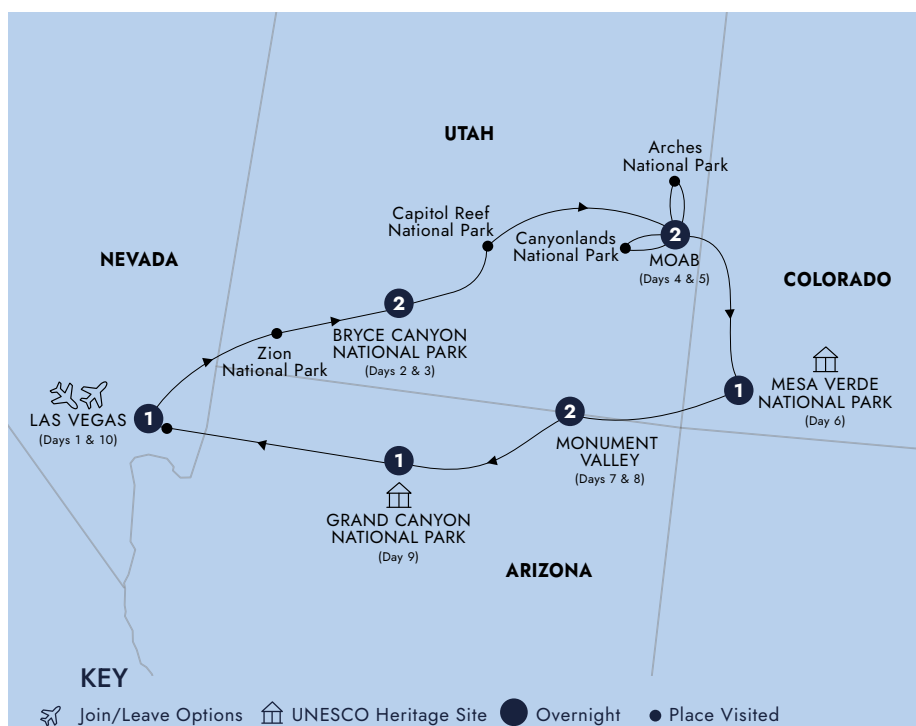 UTAH
Arches
National Park
Capitol Reef
National Park
Canyonlands
National Park
2
MOAB
(Days 4 & 5)
NEVADA
COLORADO
2
BRYCE CANYON
NATIONAL PARK
(Days 2 & 3)
Zion
National Park
1
MESA VERDE
NATIONAL PARK
(Day 6)
1
LAS VEGAS
(Days 1 & 10)
2
MONUMENT
VALLEY
(Days 7 & 8)
1
GRAND CANYON
NATIONAL PARK
(Day 9)
ARIZONA
KEY
Join/Leave Options
UNESCO Heritage Site
Overnight
Place Visited